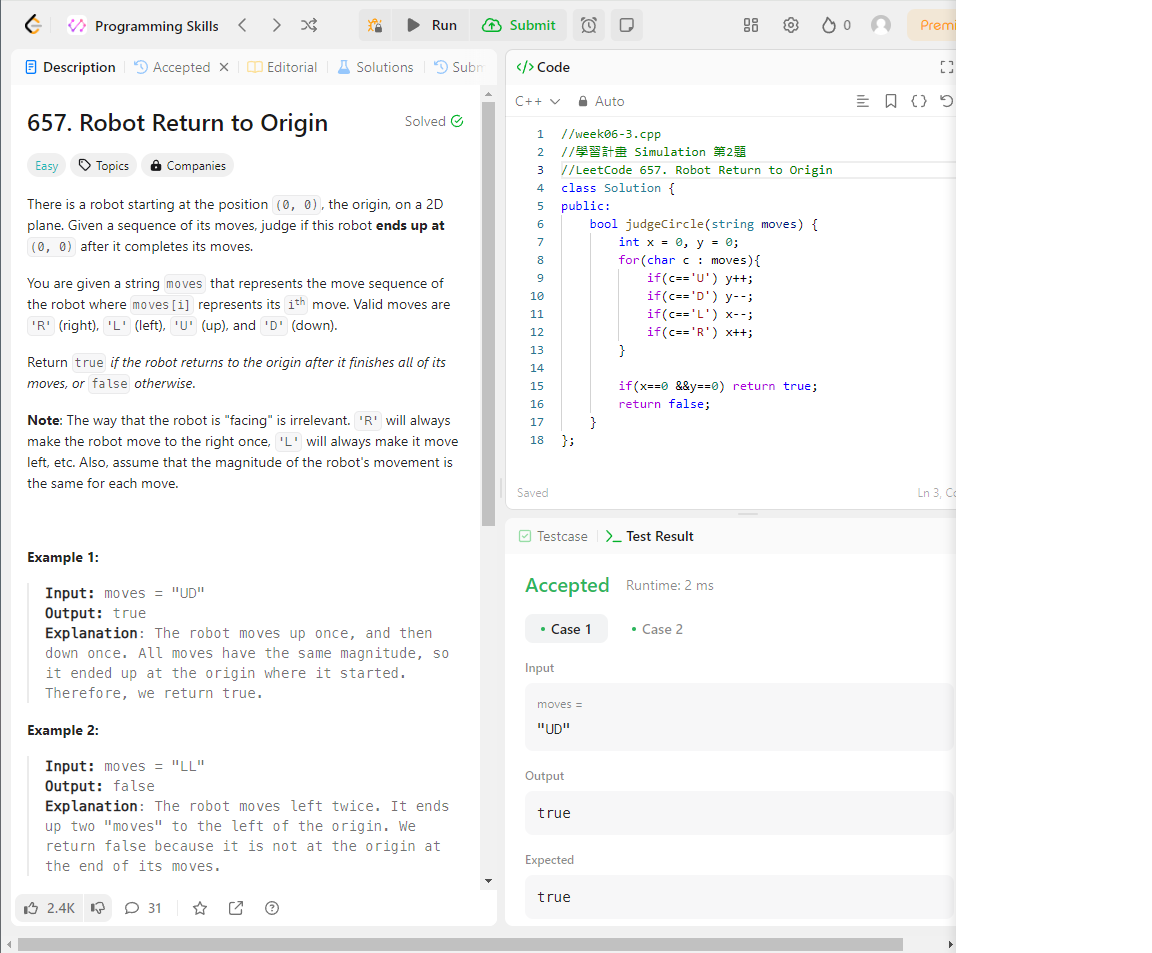 Programming Skills
Run
Submit
0
Premi
Description
Accepted
Editorial
Solutions
Subm
657. Robot Return to Origin
Solved
Easy
Topics
Companies
There is a robot starting at the position (0, 0), the origin, on a 2D
plane. Given a sequence of its moves, judge if this robot ends up at
(0, 0) after it completes its moves.
You are given a string moves that represents the move sequence of
the robot where moves[i] represents its ith move. Valid moves are
'R' (right), 'L' (left), 'U' (up), and 'D' (down).
Return true if the robot returns to the origin after it finishes all of its
moves, or false otherwise.
Note: The way that the robot is "facing" is irrelevant. 'R' will always
make the robot move to the right once, 'L' will always make it move
left, etc. Also, assume that the magnitude of the robot's movement is
the same for each move.
Example 1:
Input: moves = "UD"
Output: true
Explanation: The robot moves up once, and then
down once. All moves have the same magnitude, so
it ended up at the origin where it started.
Therefore, we return true.
Example 2:
Input: moves = "LL"
Output: false
Explanation: The robot moves left twice. It ends
up two "moves" to the left of the origin. We
return false because it is not at the origin at
the end of its moves.
2.4K
31
</> Code
C++
Auto
1 //week06-3.cpp
2 //學習計畫 Simulation 第2題
3 //LeetCode 657. Robot Return to Origin
4 class Solution {
5 public:
6 bool judgeCircle(string moves) {
7 int x = 0, y = 0;
8 for(char c : moves){
9 if(c=='U') y++;
10 if(c=='D') y--;
11 if(c=='L') x--;
12 if(c=='R') x++;
13 }
14
15 if(x==0 &&y==0) return true;
16 return false;
17 }
18 };
Saved
Ln 3, Co
Testcase
Test Result
Accepted
Runtime: 2 ms
• Case 1
• Case 2
Input
moves =
"UD"
Output
true
Expected
true